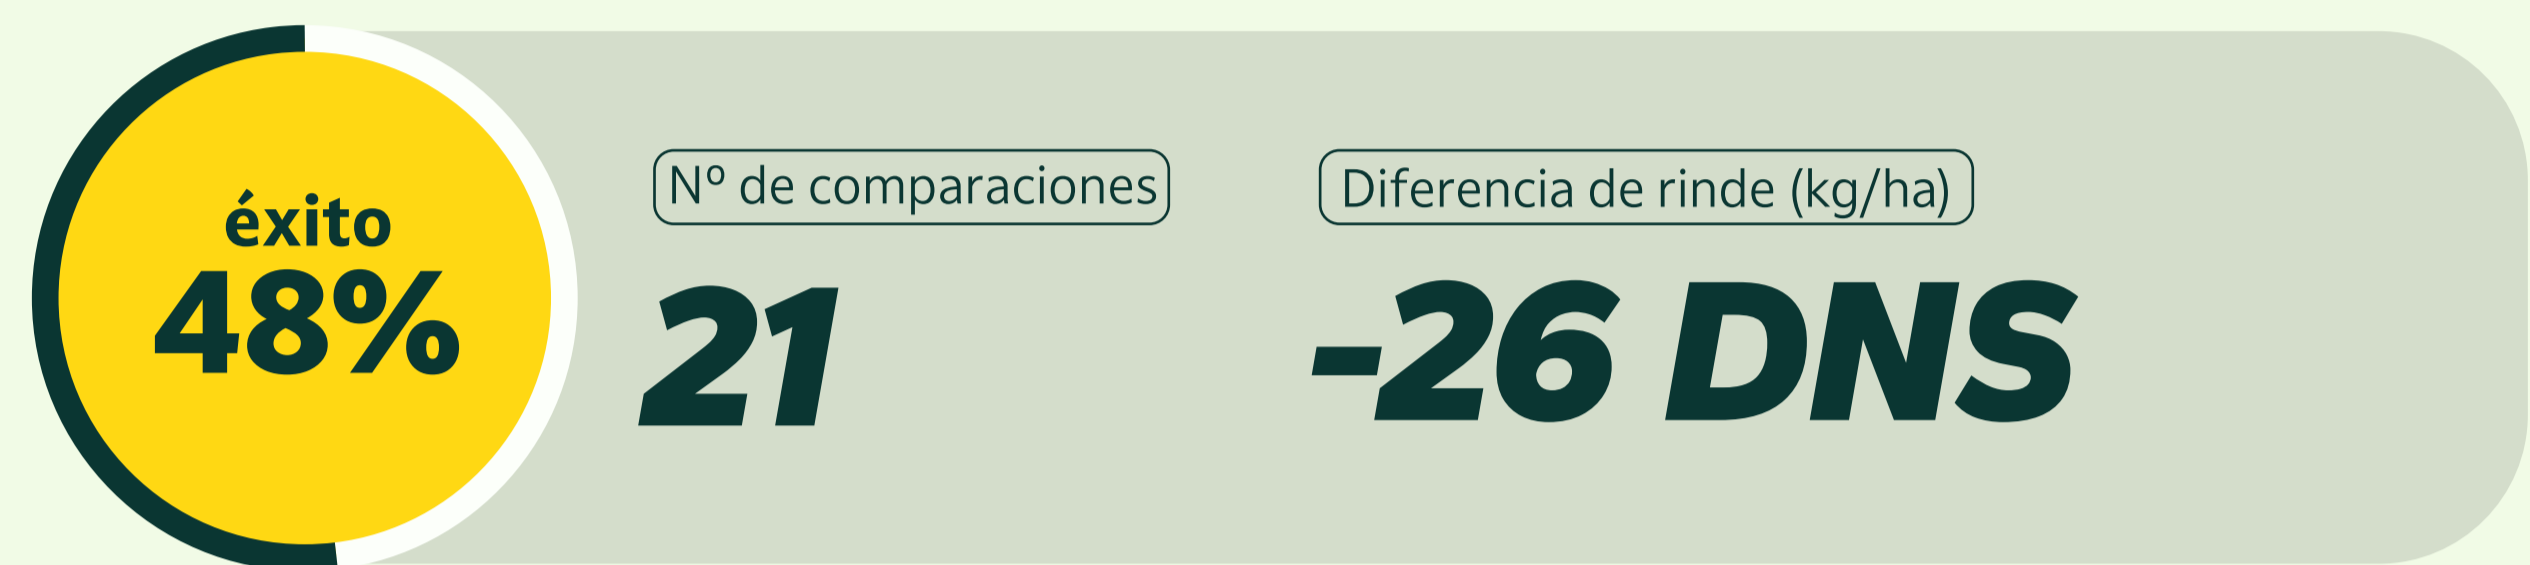 éxito
48%
Nº de comparaciones
21
Diferencia de rinde (kg/ha)
-26 DNS